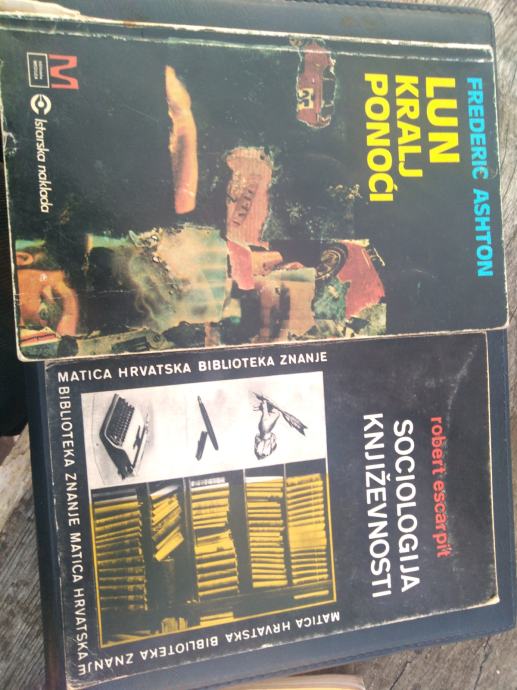 FREDERIC ASHTON
LUN
KRALJ
PONOĆI
M
Istarska naklada
robert escarpit
SOCIOLOGIJA
KNJIŽEVNOSTI
MATICA HRVATSKA BIBLIOTEKA ZNANJE
BIBLIOTEKA ZNANJE MATICA HRVATSKA
MATICA HRVATSKA BIBLIOTEKA ZNANJE